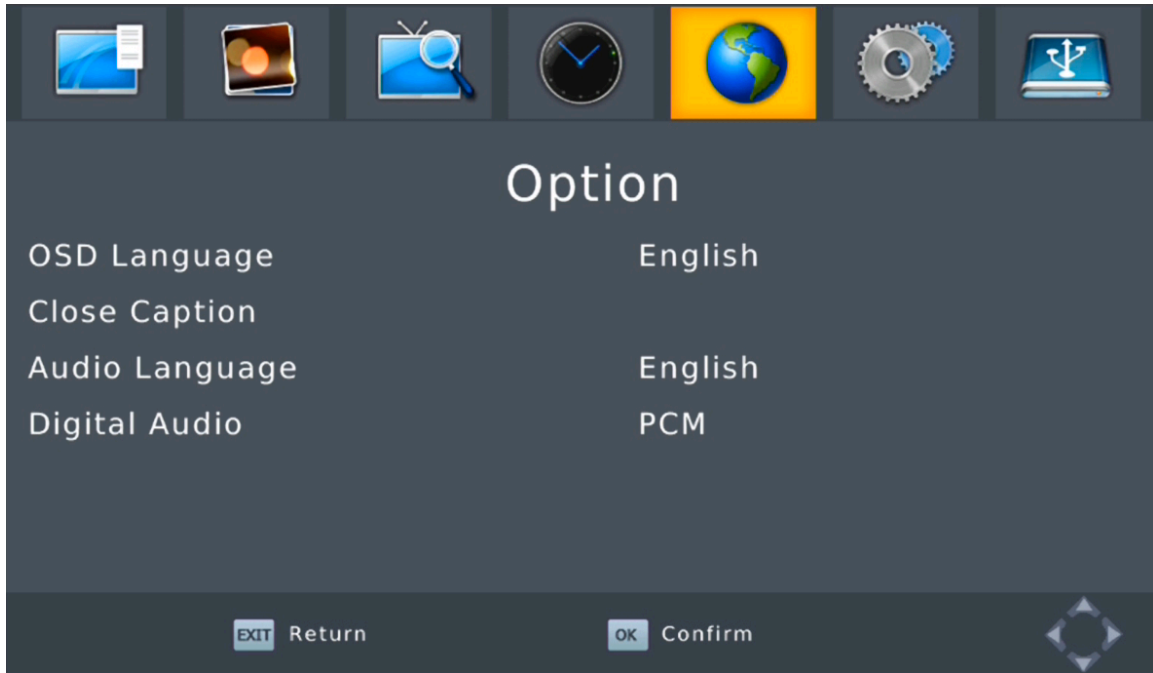 Option
OSD Language English
Close Caption
Audio Language English
Digital Audio PCM
EXIT Return OK Confirm